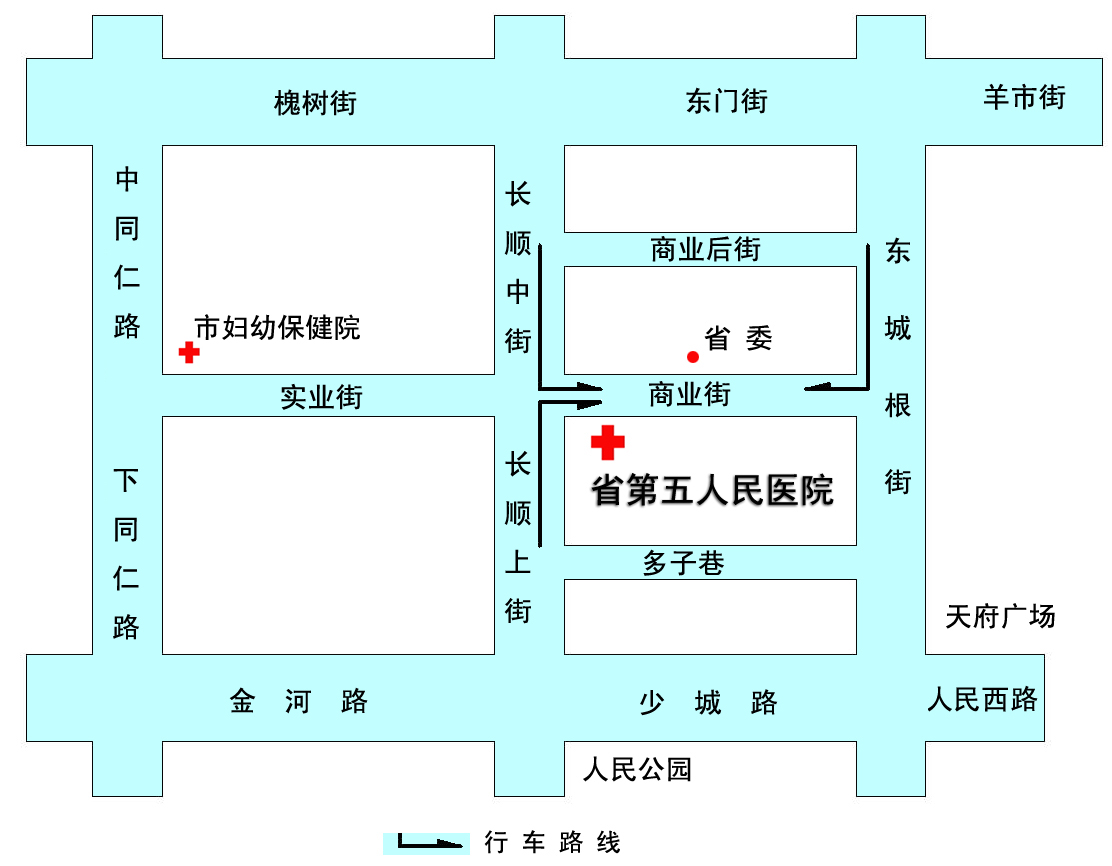 槐树街
东门街
羊市街
中同仁路
长顺中街
商业后街
东城根街
市妇幼保健院
省 委
实业街
商业街
下同仁路
长顺上街
省第五人民医院
多子巷
天府广场
金 河 路
少 城 路
人民西路
人民公园
行 车 路 线